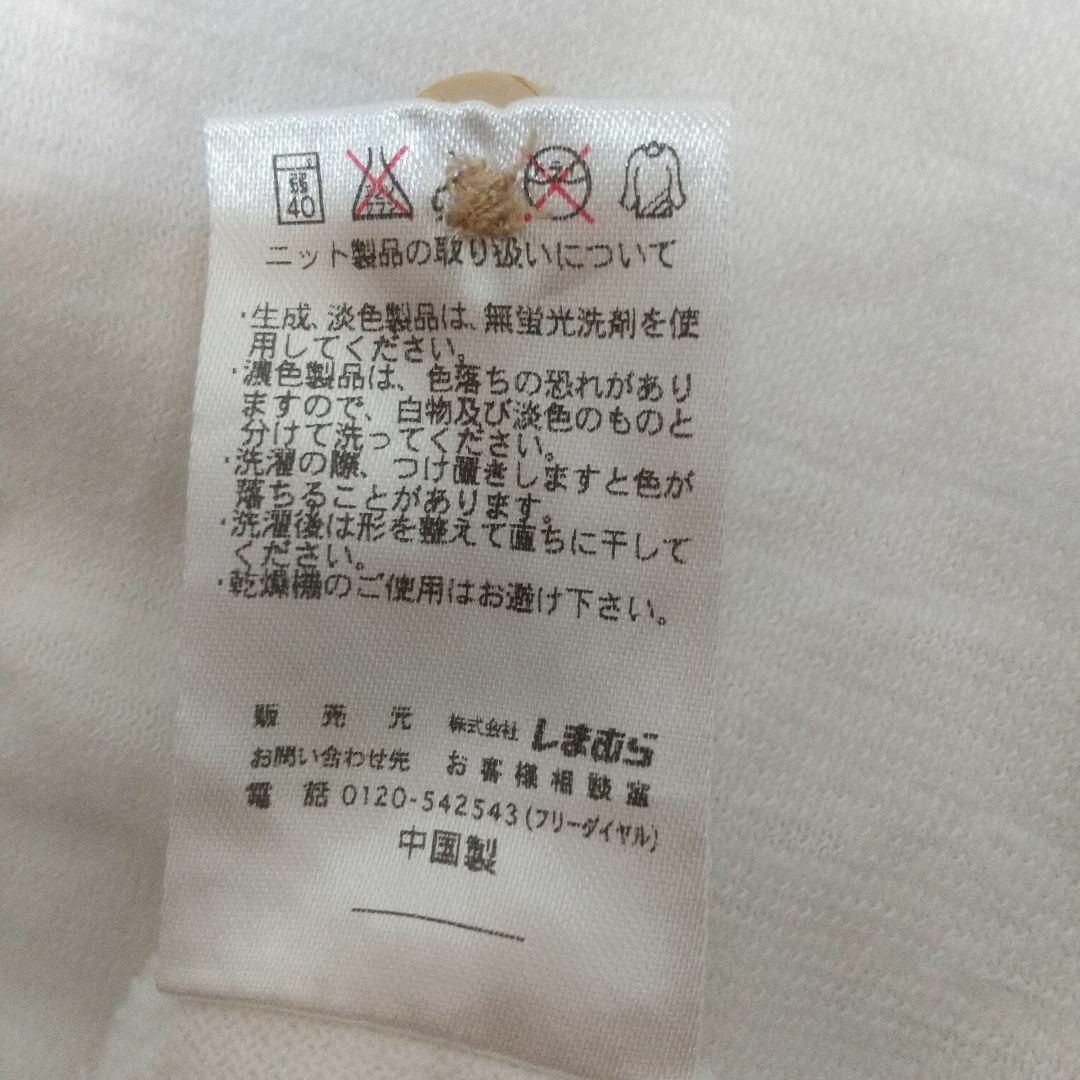 弱
40
エンソ
サラシ
ニット製品の取り扱いについて
・生成、淡色製品は、無蛍光洗剤を使
用してください。
・濃色製品は、色落ちの恐れがあり
ますので、白物及び淡色のものと
分けて洗ってください。
・洗濯の際、つけ置きしますと色が
落ちることがあります。
・洗濯後は形を整えて直ちに干して
ください。
・乾燥機のご使用はお避け下さい。
販売元 株式会社 しまむら
お問い合わせ先 お客様相談室
電話 0120-542543(フリーダイヤル)
中国製